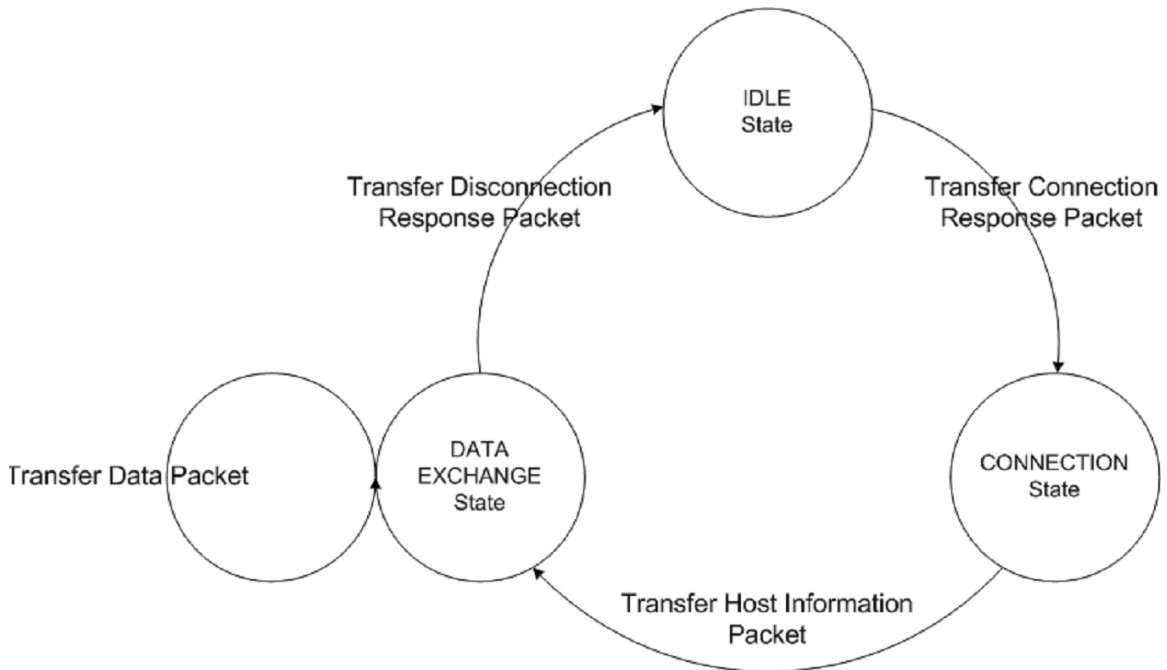 IDLE
State
Transfer Disconnection
Response Packet
Transfer Connection
Response Packet
DATA
EXCHANGE
State
Transfer Data Packet
CONNECTION
State
Transfer Host Information
Packet